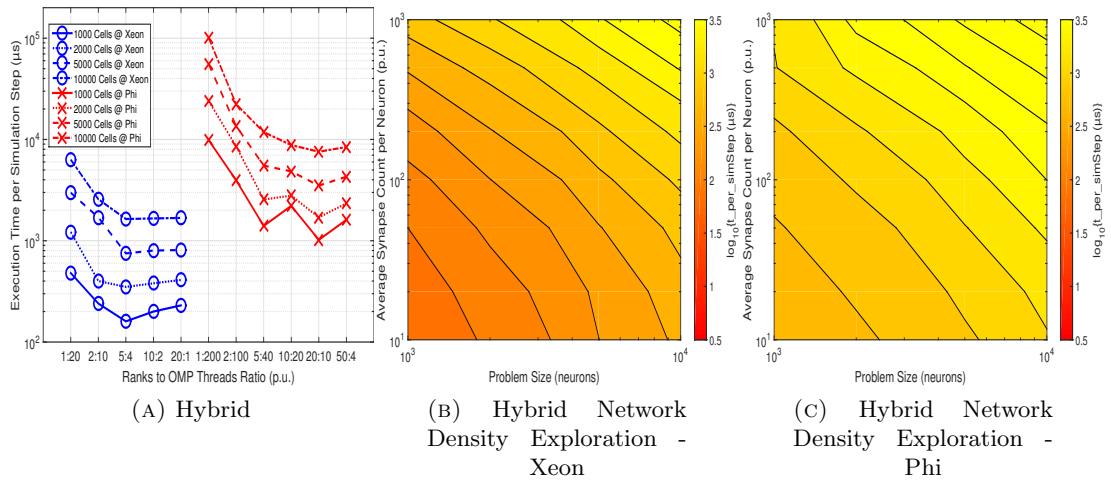 Execution Time per Simulation Step (µs)
10^5
10^4
10^3
10^2
1000 Cells @ Xeon
2000 Cells @ Xeon
5000 Cells @ Xeon
10000 Cells @ Xeon
1000 Cells @ Phi
2000 Cells @ Phi
5000 Cells @ Phi
10000 Cells @ Phi
1:20 2:10 5:4 10:2 20:1 1:200 2:100 5:40 10:20 20:10 50:4
Ranks to OMP Threads Ratio (p.u.)
(A) Hybrid
Average Synapse Count per Neuron (p.u.)
10^3
10^2
10^1
10^3 10^4
Problem Size (neurons)
3.5
3
2.5
2
1.5
1
0.5
log10(t_per_simStep (µs))
(B) Hybrid Network
Density Exploration -
Xeon
Average Synapse Count per Neuron (p.u.)
10^3
10^2
10^1
10^3 10^4
Problem Size (neurons)
3.5
3
2.5
2
1.5
1
0.5
log10(t_per_simStep (µs))
(C) Hybrid Network
Density Exploration -
Phi